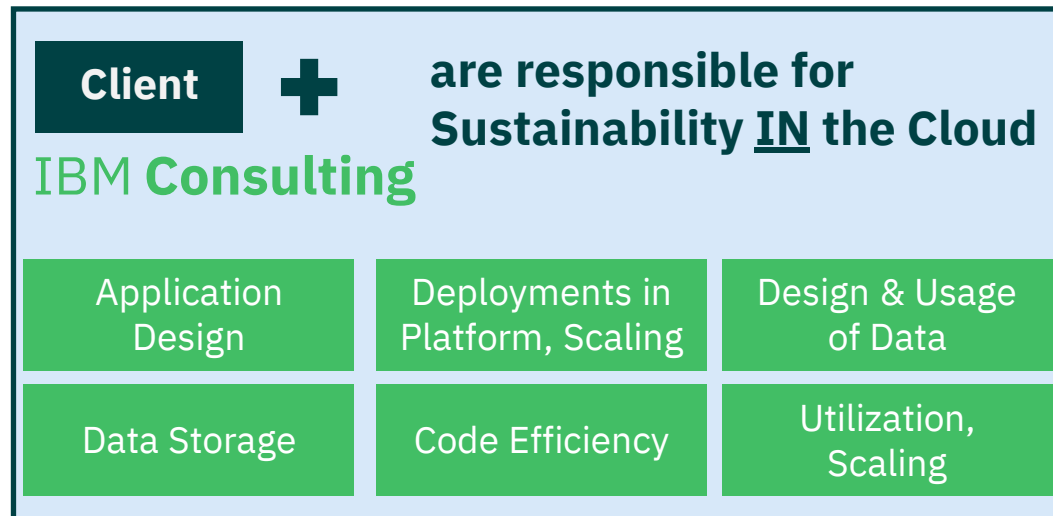 Client
+
IBM Consulting
are responsible for
Sustainability IN the Cloud
Application
Design
Deployments in
Platform, Scaling
Design & Usage
of Data
Data Storage
Code Efficiency
Utilization,
Scaling